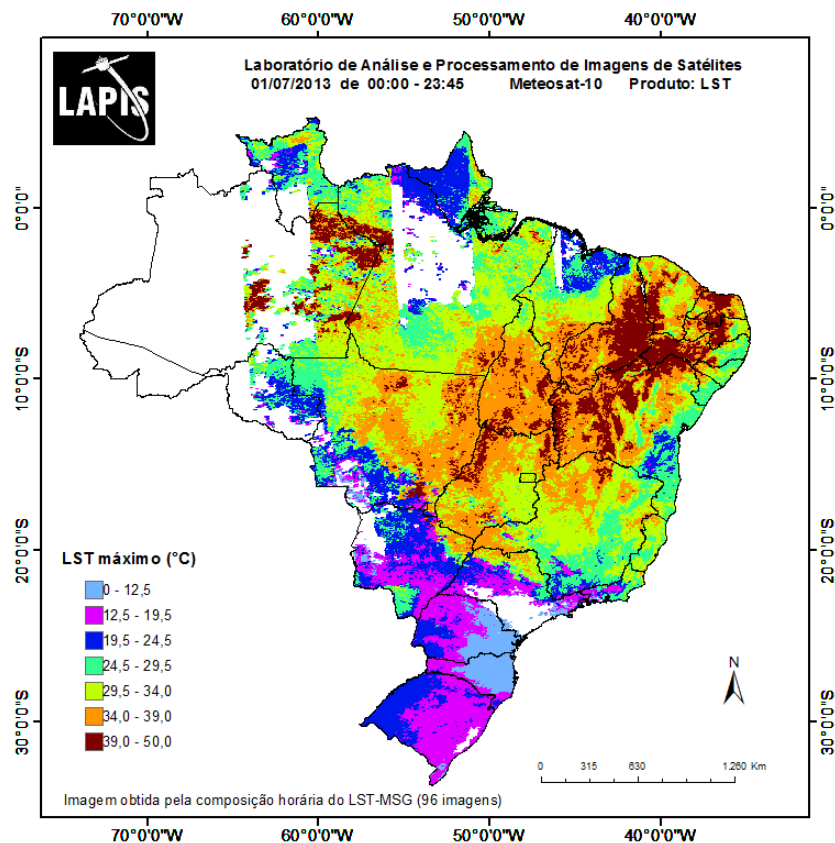 70°0'0"W 60°0'0"W 50°0'0"W 40°0'0"W
LAPIS
Laboratório de Análise e Processamento de Imagens de Satélites
01/07/2013 de 00:00 - 23:45 Meteosat-10 Produto: LST
0°0'0" 0°0'0"
10°0'0"S 10°0'0"S
20°0'0"S 20°0'0"S
30°0'0"S 30°0'0"S
LST máximo (°C)
0 - 12,5
12,5 - 19,5
19,5 - 24,5
24,5 - 29,5
29,5 - 34,0
34,0 - 39,0
39,0 - 50,0
N
0 315 630 1.260 Km
Imagem obtida pela composição horária do LST-MSG (96 imagens)
70°0'0"W 60°0'0"W 50°0'0"W 40°0'0"W